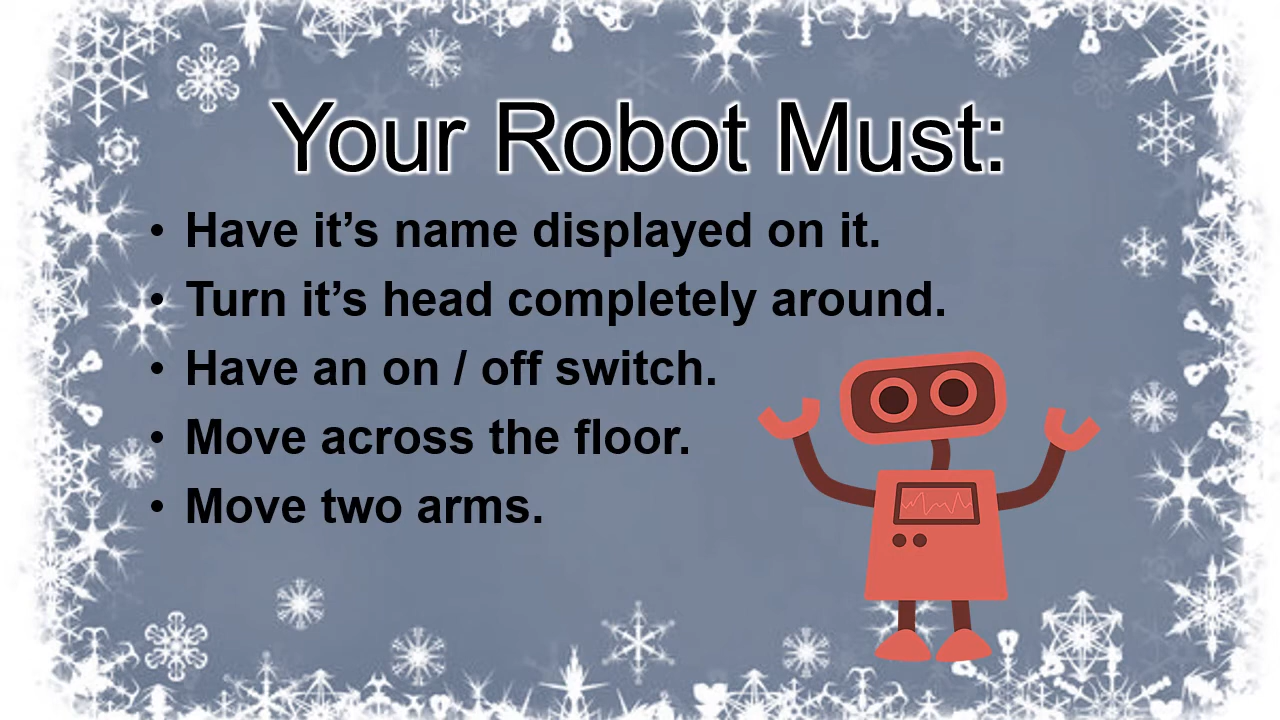 Your Robot Must:
• Have it’s name displayed on it.
• Turn it’s head completely around.
• Have an on / off switch.
• Move across the floor.
• Move two arms.